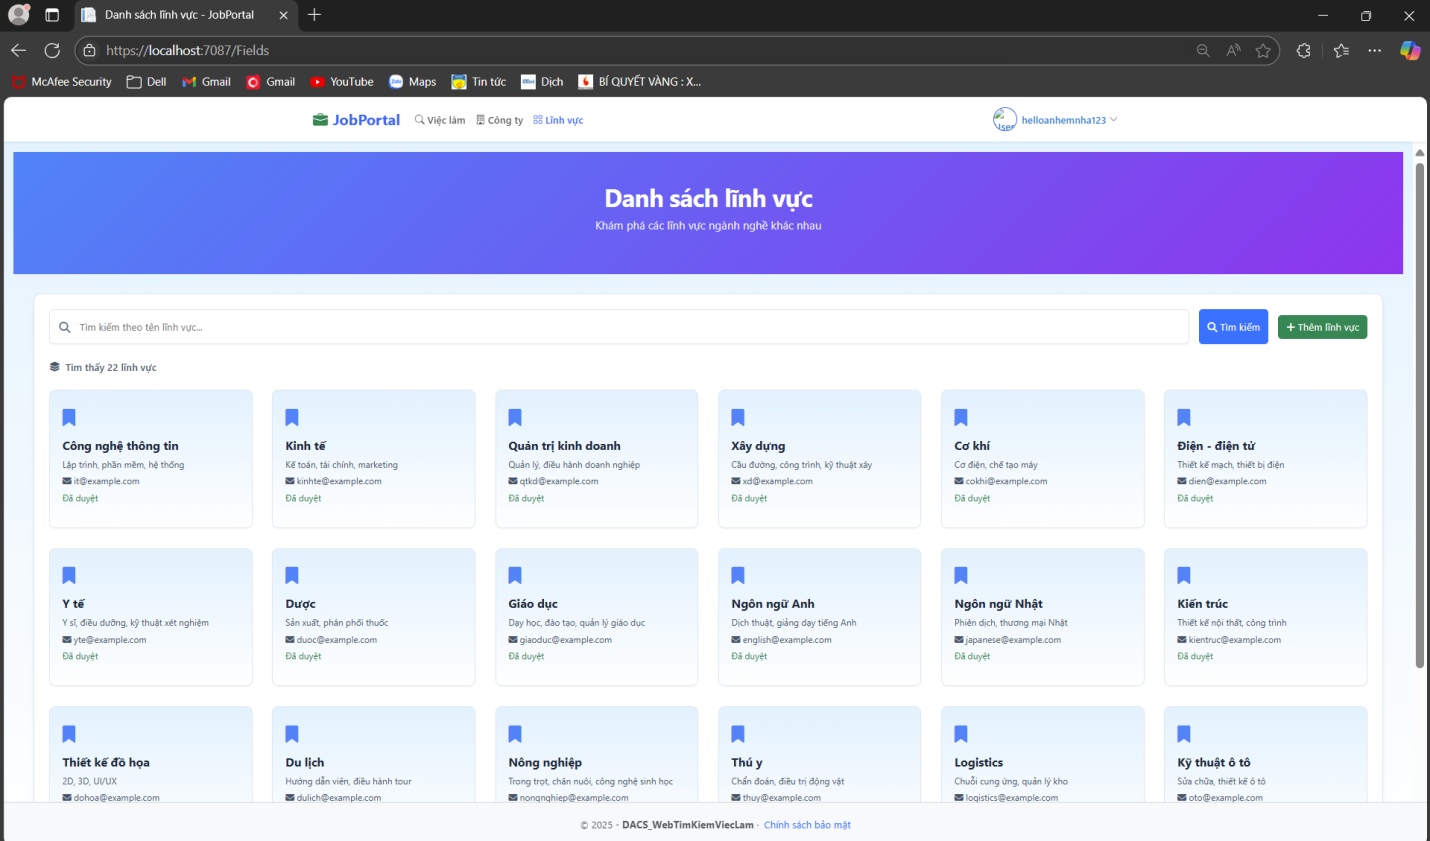 Danh sách lĩnh vực - JobPortal
https://localhost:7087/Fields
McAfee Security Dell Gmail Gmail YouTube Maps Tin tức Dịch BÍ QUYẾT VÀNG : X...
JobPortal Việc làm Công ty Lĩnh vực helloanhemnha123
Danh sách lĩnh vực
Khám phá các lĩnh vực ngành nghề khác nhau
Tìm kiếm theo tên lĩnh vực... Tìm kiếm + Thêm lĩnh vực
Tìm thấy 22 lĩnh vực
Công nghệ thông tin
Lập trình, phần mềm, hệ thống
it@example.com
Đã duyệt
Kinh tế
Kế toán, tài chính, marketing
kinhte@example.com
Đã duyệt
Quản trị kinh doanh
Quản lý, điều hành doanh nghiệp
qtkd@example.com
Đã duyệt
Xây dựng
Cầu đường, công trình, kỹ thuật xây
xd@example.com
Đã duyệt
Cơ khí
Cơ điện, chế tạo máy
cokhi@example.com
Đã duyệt
Điện - điện tử
Thiết kế mạch, thiết bị điện
dien@example.com
Đã duyệt
Y tế
Y sĩ, điều dưỡng, kỹ thuật xét nghiệm
yte@example.com
Đã duyệt
Dược
Sản xuất, phân phối thuốc
duoc@example.com
Đã duyệt
Giáo dục
Dạy học, đào tạo, quản lý giáo dục
giaoduc@example.com
Đã duyệt
Ngôn ngữ Anh
Dịch thuật, giảng dạy tiếng Anh
english@example.com
Đã duyệt
Ngôn ngữ Nhật
Phiên dịch, thương mại Nhật
japanese@example.com
Đã duyệt
Kiến trúc
Thiết kế nội thất, công trình
kientruc@example.com
Đã duyệt
Thiết kế đồ họa
2D, 3D, UI/UX
dohoa@example.com
Du lịch
Hướng dẫn viên, điều hành tour
dulich@example.com
Nông nghiệp
Trồng trọt, chăn nuôi, công nghệ sinh học
nongnghiep@example.com
Thú y
Chẩn đoán, điều trị động vật
thuy@example.com
Logistics
Chuỗi cung ứng, quản lý kho
logistics@example.com
Kỹ thuật ô tô
Sửa chữa, thiết kế ô tô
oto@example.com
© 2025 - DACS_WebTimKiemViecLam · Chính sách bảo mật